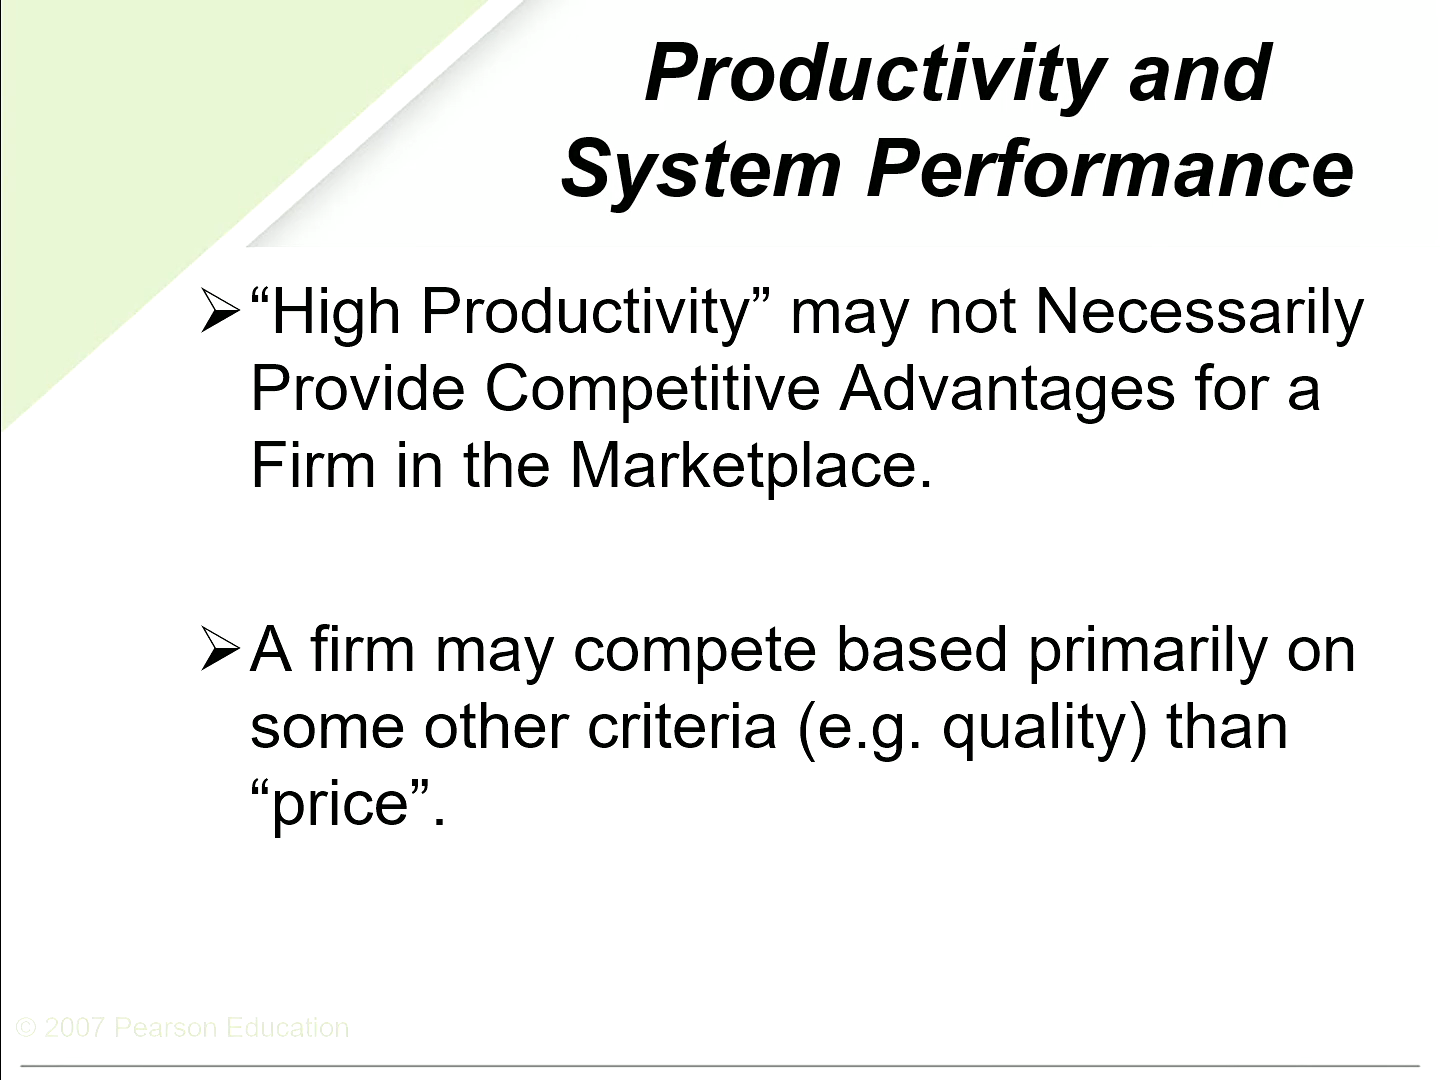 Productivity and
System Performance
“High Productivity” may not Necessarily
Provide Competitive Advantages for a
Firm in the Marketplace.
A firm may compete based primarily on
some other criteria (e.g. quality) than
“price”.
© 2007 Pearson Education